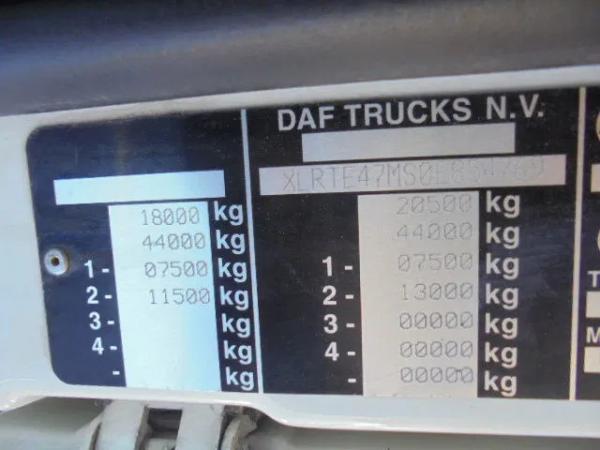 DAF TRUCKS N.V.
XLRTE47MS0E854769
18000 kg 20500 kg
44000 kg 44000 kg
1 - 07500 kg 1 - 07500 kg
2 - 11500 kg 2 - 13000 kg
3 - kg 3 - 00000 kg
4 - kg 4 - 00000 kg
- kg - 00000 kg
T
M